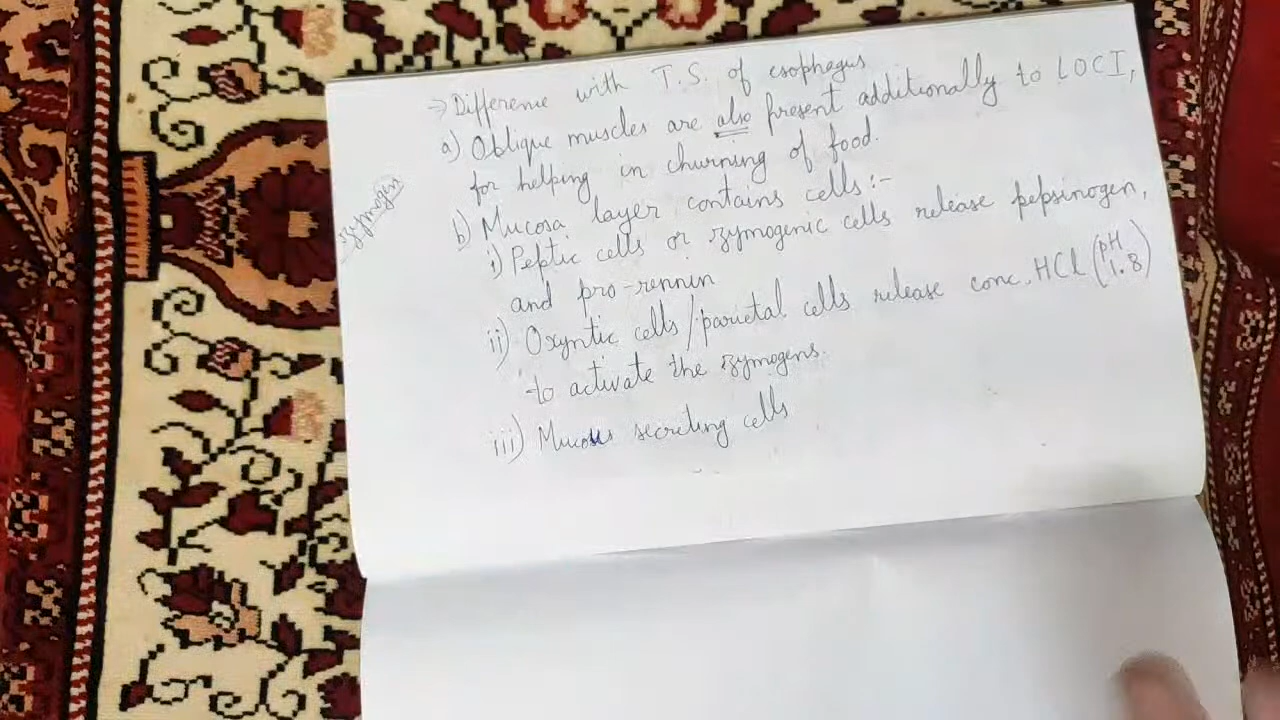 → Difference with T.S. of esophagus
a) Oblique muscles are also present additionally to LOCI,
for helping in churning of food.
b) Mucosa layer contains cells:-
i) Peptic cells or zymogenic cells release pepsinogen,
and pro-rennin
ii) Oxyntic cells/parietal cells release conc. HCl (pH 1.8)
to activate the zymogens.
iii) Mucous secreting cells
zymogen